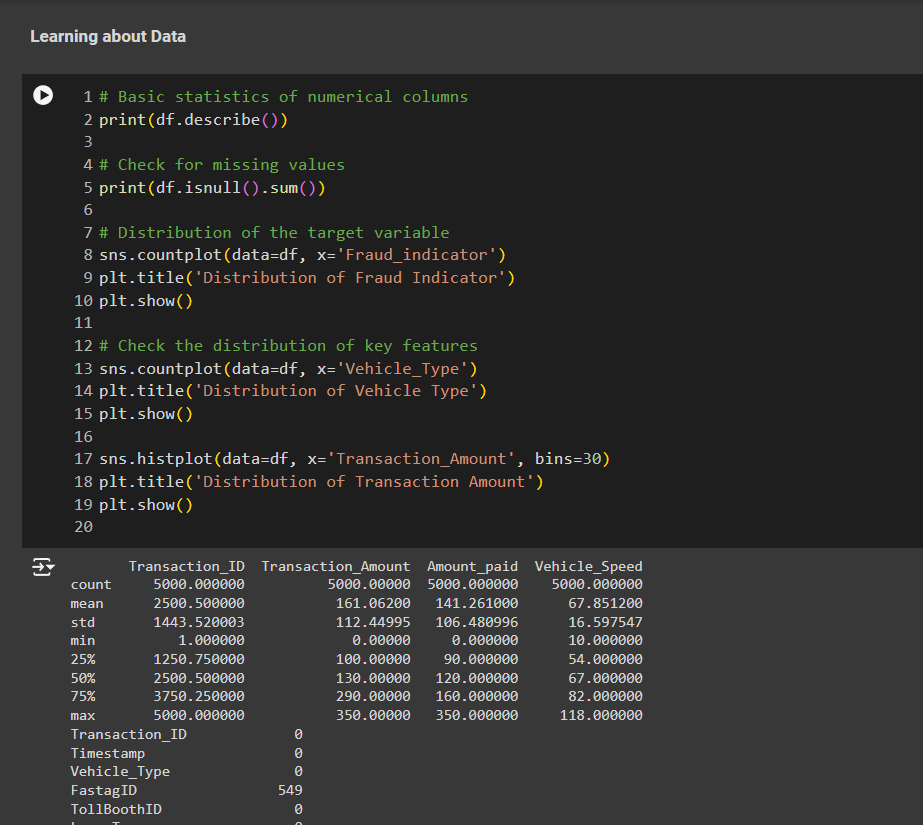 Learning about Data
1 # Basic statistics of numerical columns
2 print(df.describe())
3
4 # Check for missing values
5 print(df.isnull().sum())
6
7 # Distribution of the target variable
8 sns.countplot(data=df, x='Fraud_indicator')
9 plt.title('Distribution of Fraud Indicator')
10 plt.show()
11
12 # Check the distribution of key features
13 sns.countplot(data=df, x='Vehicle_Type')
14 plt.title('Distribution of Vehicle Type')
15 plt.show()
16
17 sns.histplot(data=df, x='Transaction_Amount', bins=30)
18 plt.title('Distribution of Transaction Amount')
19 plt.show()
20
Transaction_ID Transaction_Amount Amount_paid Vehicle_Speed
count 5000.000000 5000.00000 5000.000000 5000.000000
mean 2500.500000 161.06200 141.261000 67.851200
std 1443.520003 112.44995 106.480996 16.597547
min 1.000000 0.00000 0.000000 10.000000
25% 1250.750000 100.00000 90.000000 54.000000
50% 2500.500000 130.00000 120.000000 67.000000
75% 3750.250000 290.00000 160.000000 82.000000
max 5000.000000 350.00000 350.000000 118.000000
Transaction_ID 0
Timestamp 0
Vehicle_Type 0
FastagID 549
TollBoothID 0